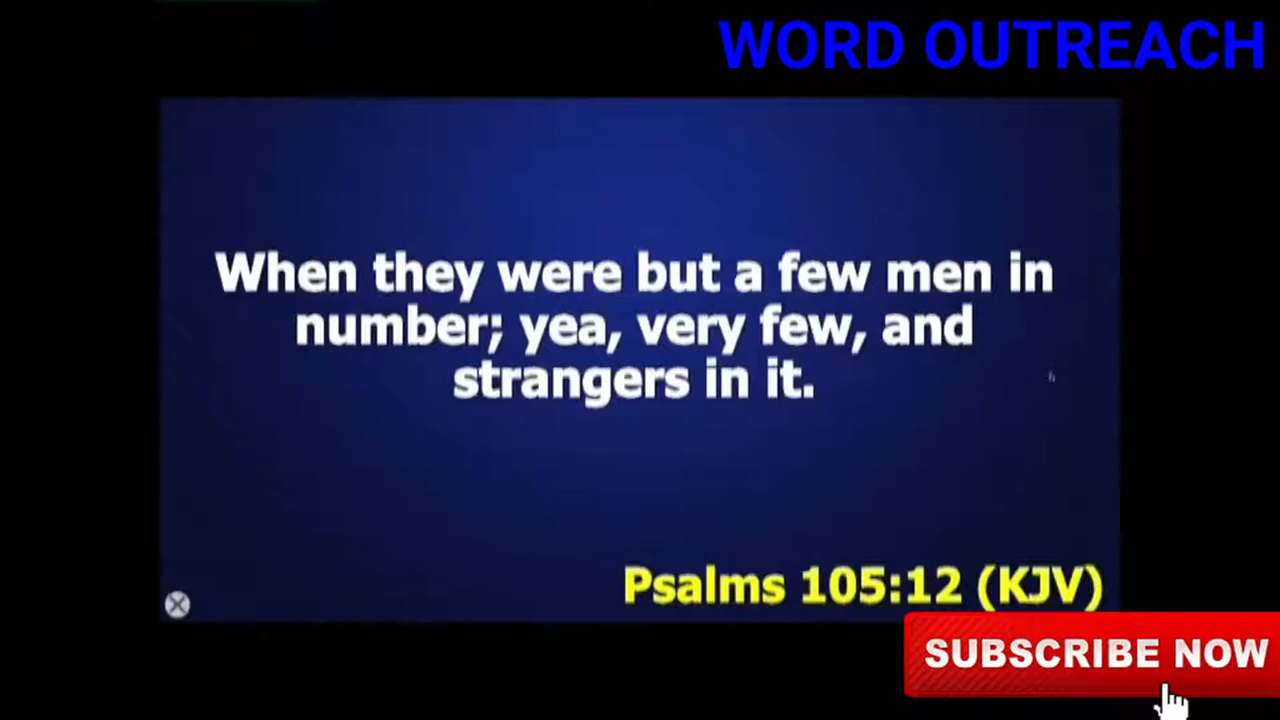 WORD OUTREACH
When they were but a few men in
number; yea, very few, and
strangers in it.
Psalms 105:12 (KJV)
SUBSCRIBE NOW